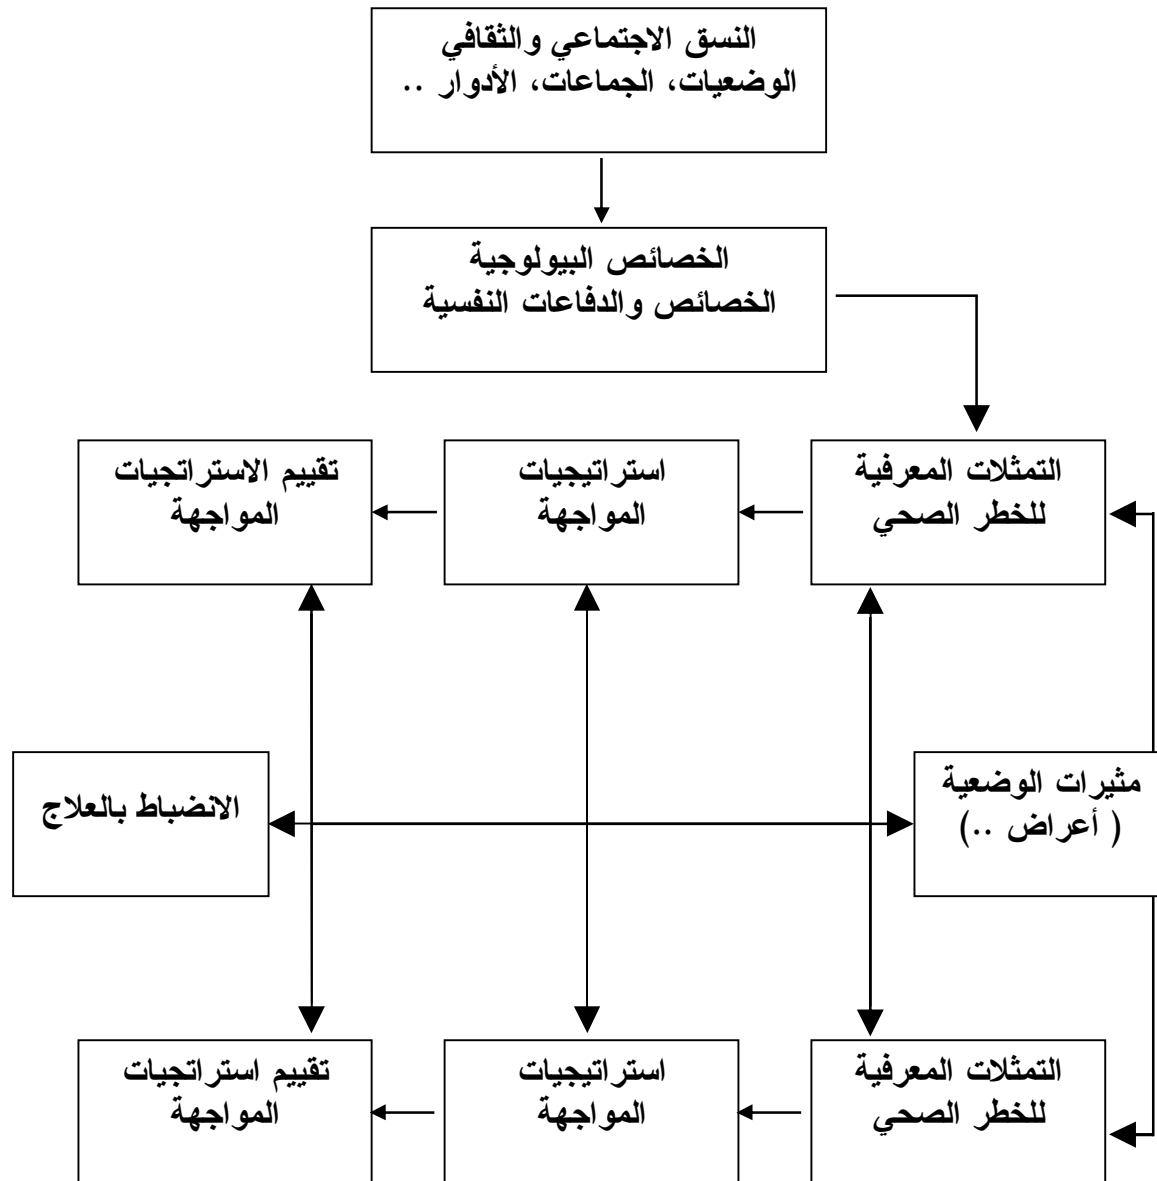 النسق الاجتماعي والثقافي
الوضعيات، الجماعات، الأدوار ..
الخصائص البيولوجية
الخصائص والدفاعات النفسية
التمثلات المعرفية
للخطر الصحي
استراتيجيات
المواجهة
تقييم الاستراتجيات
المواجهة
مثيرات الوضعية
( أعراض ..)
الانضباط بالعلاج
التمثلات المعرفية
للخطر الصحي
استراتيجيات
المواجهة
تقييم استراتجيات
المواجهة